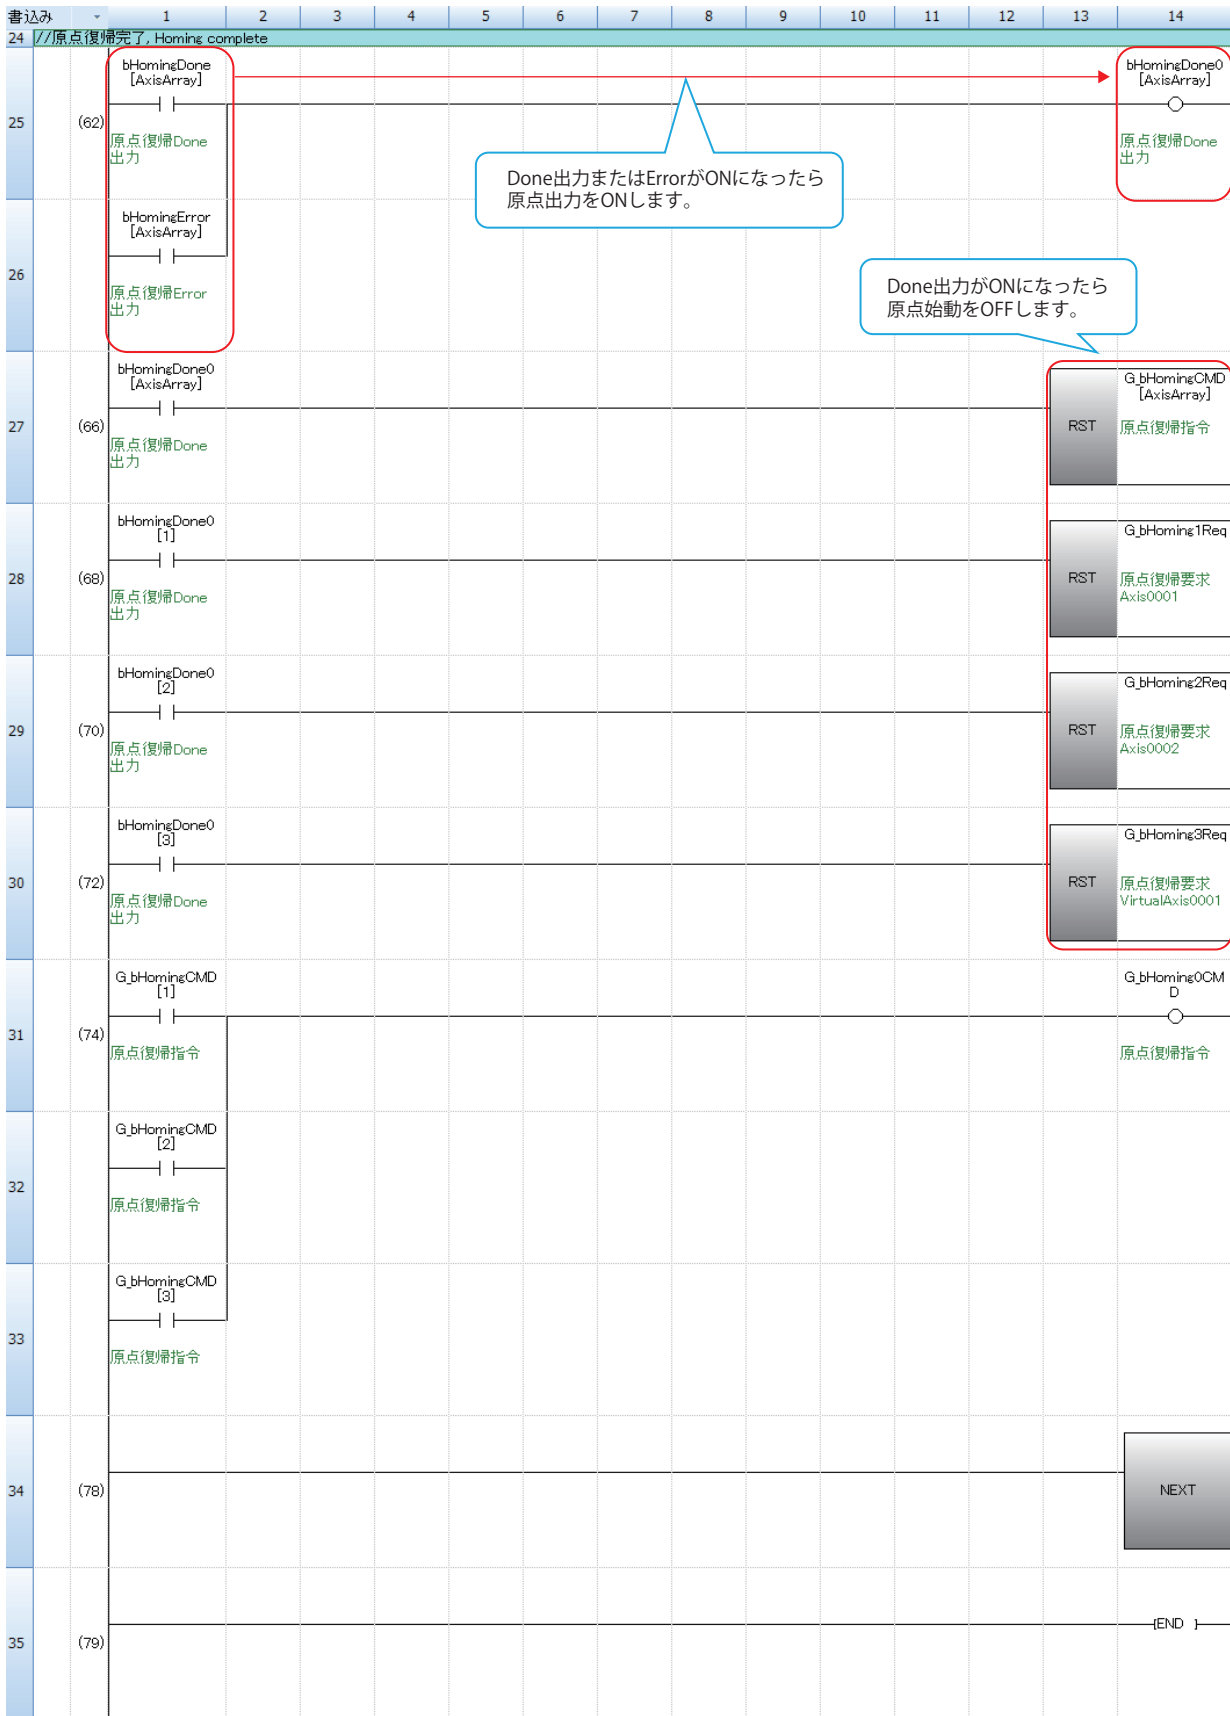 書込み 1 2 3 4 5 6 7 8 9 10 11 12 13 14
24 //原点復帰完了, Homing complete
bHomingDone
[AxisArray]
bHomingDone0
[AxisArray]
25 (62)
原点復帰Done
出力
原点復帰Done
出力
Done出力またはErrorがONになったら
原点出力をONします。
bHomingError
[AxisArray]
26
原点復帰Error
出力
Done出力がONになったら
原点始動をOFFします。
bHomingDone0
[AxisArray]
G_bHomingCMD
[AxisArray]
27 (66)
RST
原点復帰指令
原点復帰Done
出力
bHomingDone0
[1]
G_bHoming1Req
28 (68)
RST
原点復帰要求
Axis0001
原点復帰Done
出力
bHomingDone0
[2]
G_bHoming2Req
29 (70)
RST
原点復帰要求
Axis0002
原点復帰Done
出力
bHomingDone0
[3]
G_bHoming3Req
30 (72)
RST
原点復帰要求
VirtualAxis0001
原点復帰Done
出力
G_bHomingCMD
[1]
G_bHoming0CM
D
31 (74)
原点復帰指令
原点復帰指令
G_bHomingCMD
[2]
32
原点復帰指令
G_bHomingCMD
[3]
33
原点復帰指令
34 (78)
NEXT
[END ]
35 (79)